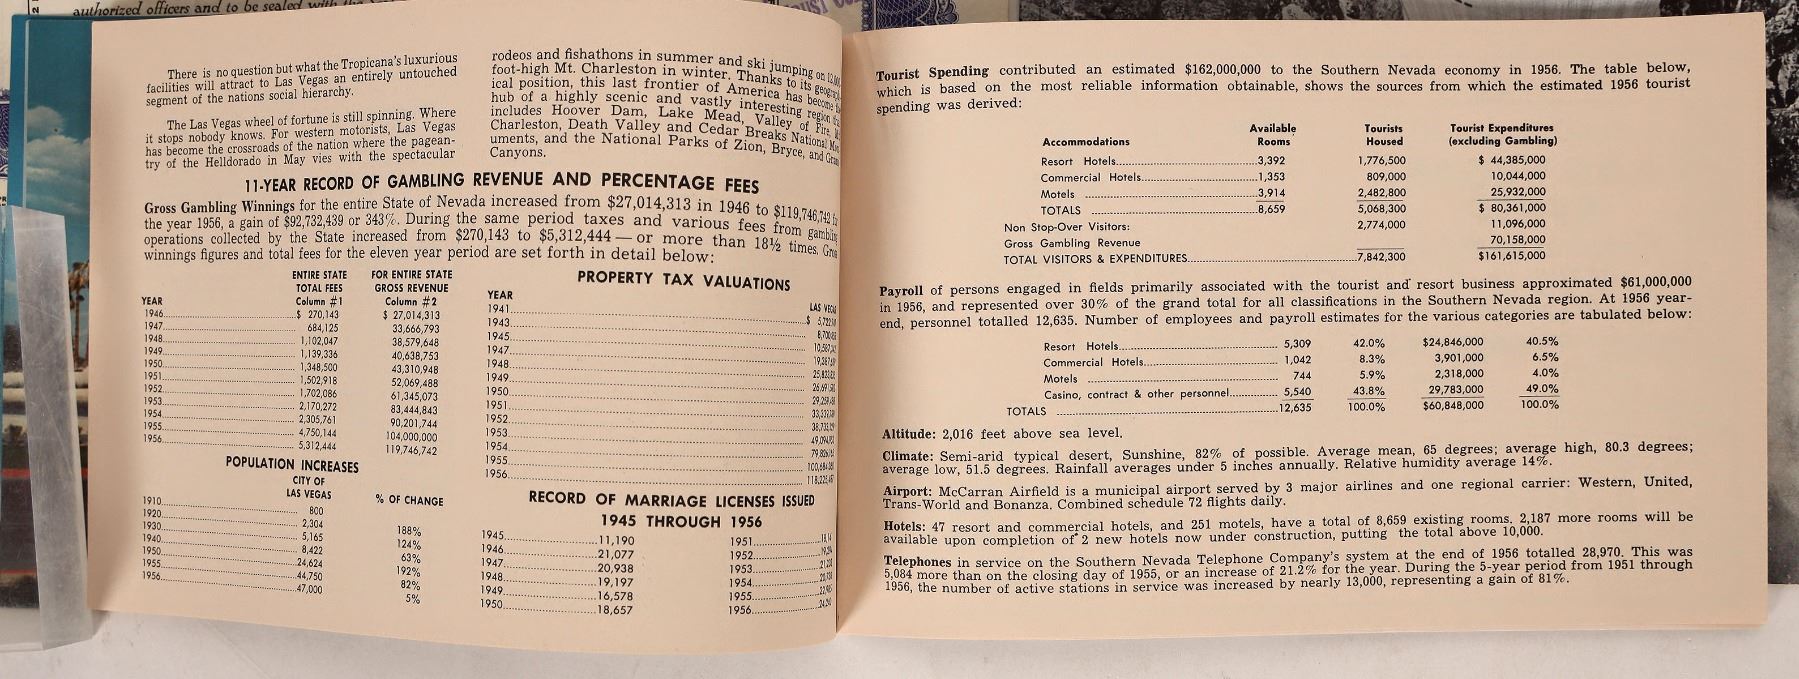 authorized officers and to be sealed with
There is no question but what the Tropicana's luxurious
facilities will attract to Las Vegas an entirely untouched
segment of the nations social hierarchy.
The Las Vegas wheel of fortune is still spinning. Where
it stops nobody knows. For western motorists, Las Vegas
has become the crossroads of the nation where the pagean-
try of the Helldorado in May vies with the spectacular
rodeos and fishathons in summer and ski jumping on
foot-high Mt. Charleston in winter. Thanks to its
ical position, this last frontier of America has become
hub of a highly scenic and vastly interesting region
includes Hoover Dam, Lake Mead, Valley of Fire,
Charleston, Death Valley and Cedar Breaks National
uments, and the National Parks of Zion, Bryce, and
Canyons.
11-YEAR RECORD OF GAMBLING REVENUE AND PERCENTAGE FEES
Gross Gambling Winnings for the entire State of Nevada increased from $27,014,313 in 1946 to $119,746,742
the year 1956, a gain of $92,732,439 or 343%. During the same period taxes and various fees from
operations collected by the State increased from $270,143 to $5,312,444 — or more than 18½ times.
winnings figures and total fees for the eleven year period are set forth in detail below:
ENTIRE STATE FOR ENTIRE STATE
TOTAL FEES GROSS REVENUE
YEAR Column #1 Column #2
1946 $ 270,143 $ 27,014,313
1947 684,125 33,666,793
1948 1,102,047 38,579,648
1949 1,139,336 40,638,753
1950 1,348,500 43,310,948
1951 1,502,918 52,069,488
1952 1,702,086 61,345,073
1953 2,170,272 83,444,843
1954 2,305,761 90,201,744
1955 4,750,144 104,000,000
1956 5,312,444 119,746,742
POPULATION INCREASES
CITY OF
LAS VEGAS % OF CHANGE
1910 800
1920 2,304 188%
1930 5,165 124%
1940 8,422 63%
1950 24,624 192%
1955 44,750 82%
1956 47,000 5%
PROPERTY TAX VALUATIONS
YEAR LAS
1941 $
1943
1945
1947
1948
1949
1950
1951
1952
1953
1954
1955
1956
RECORD OF MARRIAGE LICENSES ISSUED
1945 THROUGH 1956
1945 11,190 1951
1946 21,077 1952
1947 20,938 1953
1948 19,197 1954
1949 16,578 1955
1950 18,657 1956
Tourist Spending contributed an estimated $162,000,000 to the Southern Nevada economy in 1956. The table below,
which is based on the most reliable information obtainable, shows the sources from which the estimated 1956 tourist
spending was derived:
Available Tourists Tourist Expenditures
Accommodations Rooms Housed (excluding Gambling)
Resort Hotels 3,392 1,776,500 $ 44,385,000
Commercial Hotels 1,353 809,000 10,044,000
Motels 3,914 2,482,800 25,932,000
TOTALS 8,659 5,068,300 $ 80,361,000
Non Stop-Over Visitors: 2,774,000 11,096,000
Gross Gambling Revenue 70,158,000
TOTAL VISITORS & EXPENDITURES 7,842,300 $161,615,000
Payroll of persons engaged in fields primarily associated with the tourist and resort business approximated $61,000,000
in 1956, and represented over 30% of the grand total for all classifications in the Southern Nevada region. At 1956 year-
end, personnel totalled 12,635. Number of employees and payroll estimates for the various categories are tabulated below:
Resort Hotels 5,309 42.0% $24,846,000 40.5%
Commercial Hotels 1,042 8.3% 3,901,000 6.5%
Motels 744 5.9% 2,318,000 4.0%
Casino, contract & other personnel 5,540 43.8% 29,783,000 49.0%
TOTALS 12,635 100.0% $60,848,000 100.0%
Altitude: 2,016 feet above sea level.
Climate: Semi-arid typical desert, Sunshine, 82% of possible. Average mean, 65 degrees; average high, 80.3 degrees;
average low, 51.5 degrees. Rainfall averages under 5 inches annually. Relative humidity average 14%.
Airport: McCarran Airfield is a municipal airport served by 3 major airlines and one regional carrier: Western, United,
Trans-World and Bonanza. Combined schedule 72 flights daily.
Hotels: 47 resort and commercial hotels, and 251 motels, have a total of 8,659 existing rooms. 2,187 more rooms will be
available upon completion of 2 new hotels now under construction, putting the total above 10,000.
Telephones in service on the Southern Nevada Telephone Company's system at the end of 1956 totalled 28,970. This was
5,084 more than on the closing day of 1955, or an increase of 21.2% for the year. During the 5-year period from 1951 through
1956, the number of active stations in service was increased by nearly 13,000, representing a gain of 81%.